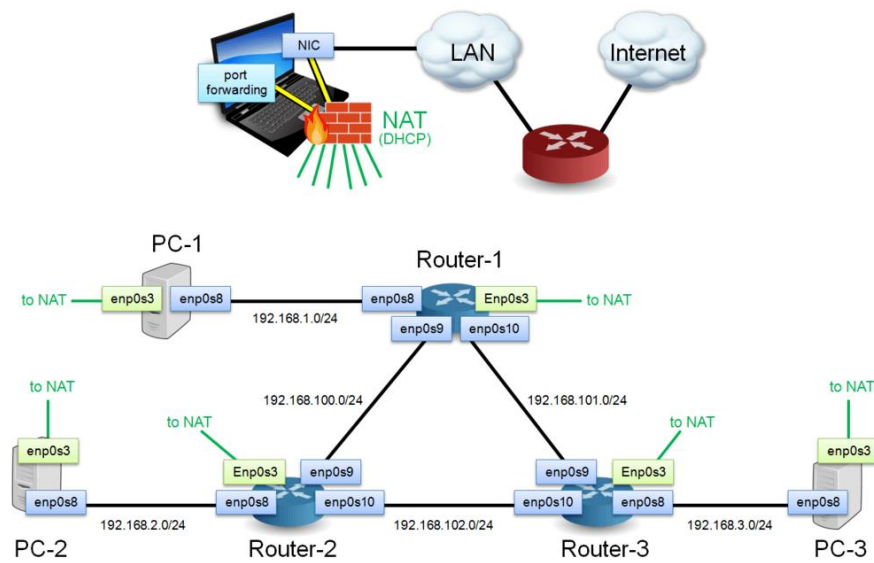 NIC
LAN
Internet
port
forwarding
NAT
(DHCP)
PC-1
Router-1
to NAT
enp0s3
enp0s8
192.168.1.0/24
enp0s8
Enp0s3
to NAT
enp0s9
enp0s10
192.168.100.0/24
192.168.101.0/24
to NAT
to NAT
to NAT
to NAT
enp0s3
Enp0s3
enp0s9
enp0s9
Enp0s3
enp0s3
enp0s8
192.168.2.0/24
enp0s8
enp0s10
192.168.102.0/24
enp0s10
enp0s8
192.168.3.0/24
enp0s8
PC-2
Router-2
Router-3
PC-3